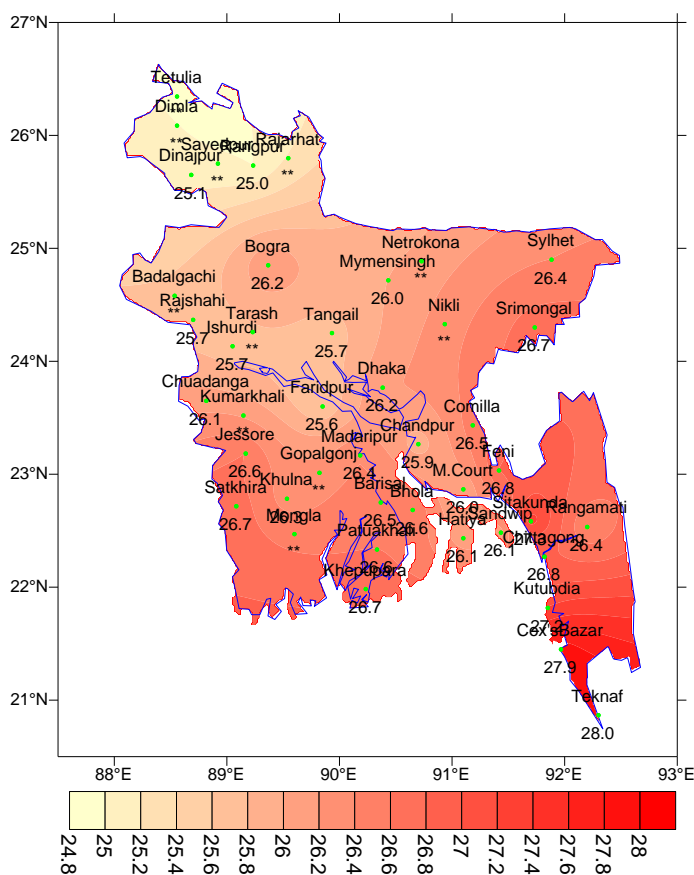 27°N
Tetulia
**
Dimla
**
26°N
Sayedpur
**
Rangpur
25.0
Rajarhat
**
Dinajpur
25.1
25°N
Bogra
26.2
Netrokona
**
Sylhet
26.4
Mymensingh
26.0
Badalgachi
**
Rajshahi
25.7
Tarash
**
Tangail
25.7
Nikli
**
Srimongal
26.7
Ishurdi
25.7
24°N
Dhaka
26.2
Chuadanga
26.1
Kumarkhali
**
Faridpur
25.6
Comilla
26.5
Chandpur
25.9
Jessore
26.6
Madaripur
26.4
Gopalgonj
**
Feni
26.8
23°N
M.Court
26.0
Satkhira
26.7
Khulna
26.3
Barisal
26.5
Bhola
26.6
Sitakunda
Rangamati
26.4
Mongla
**
Hatiya
26.1
Sandwip
26.1
Chittagong
26.8
Patuakhali
26.6
22°N
Khepupara
26.7
Kutubdia
27.2
Cox'sBazar
27.9
21°N
Teknaf
28.0
88°E 89°E 90°E 91°E 92°E 93°E
24.8 25 25.2 25.4 25.6 25.8 26 26.2 26.4 26.6 26.8 27 27.2 27.4 27.6 27.8 28